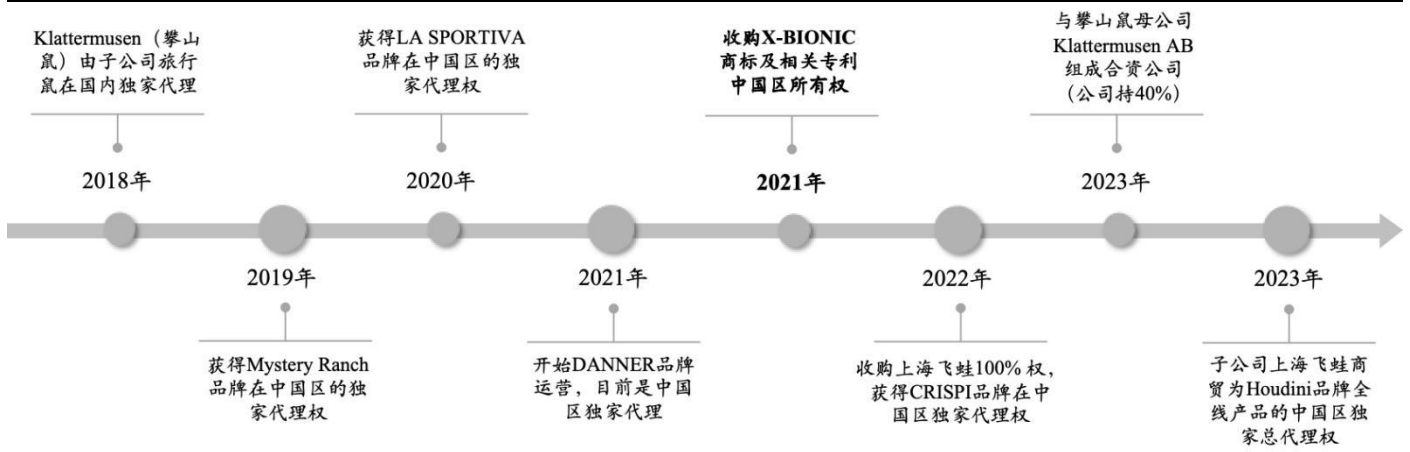 Klattermusen（攀山
鼠）由子公司旅行
鼠在国内独家代理
2018年
2019年
获得Mystery Ranch
品牌在中国区的独
家代理权
获得LA SPORTIVA
品牌在中国区的独
家代理权
2020年
2021年
开始DANNER品牌
运营，目前是中国
区独家代理
收购X-BIONIC
商标及相关专利
中国区所有权
2021年
2022年
收购上海飞蛙100% 权，
获得CRISPI品牌在中
国区独家代理权
与攀山鼠母公司
Klattermusen AB
组成合资公司
（公司持40%）
2023年
2023年
子公司上海飞蛙商
贸为Houdini品牌全
线产品的中国区独
家总代理权